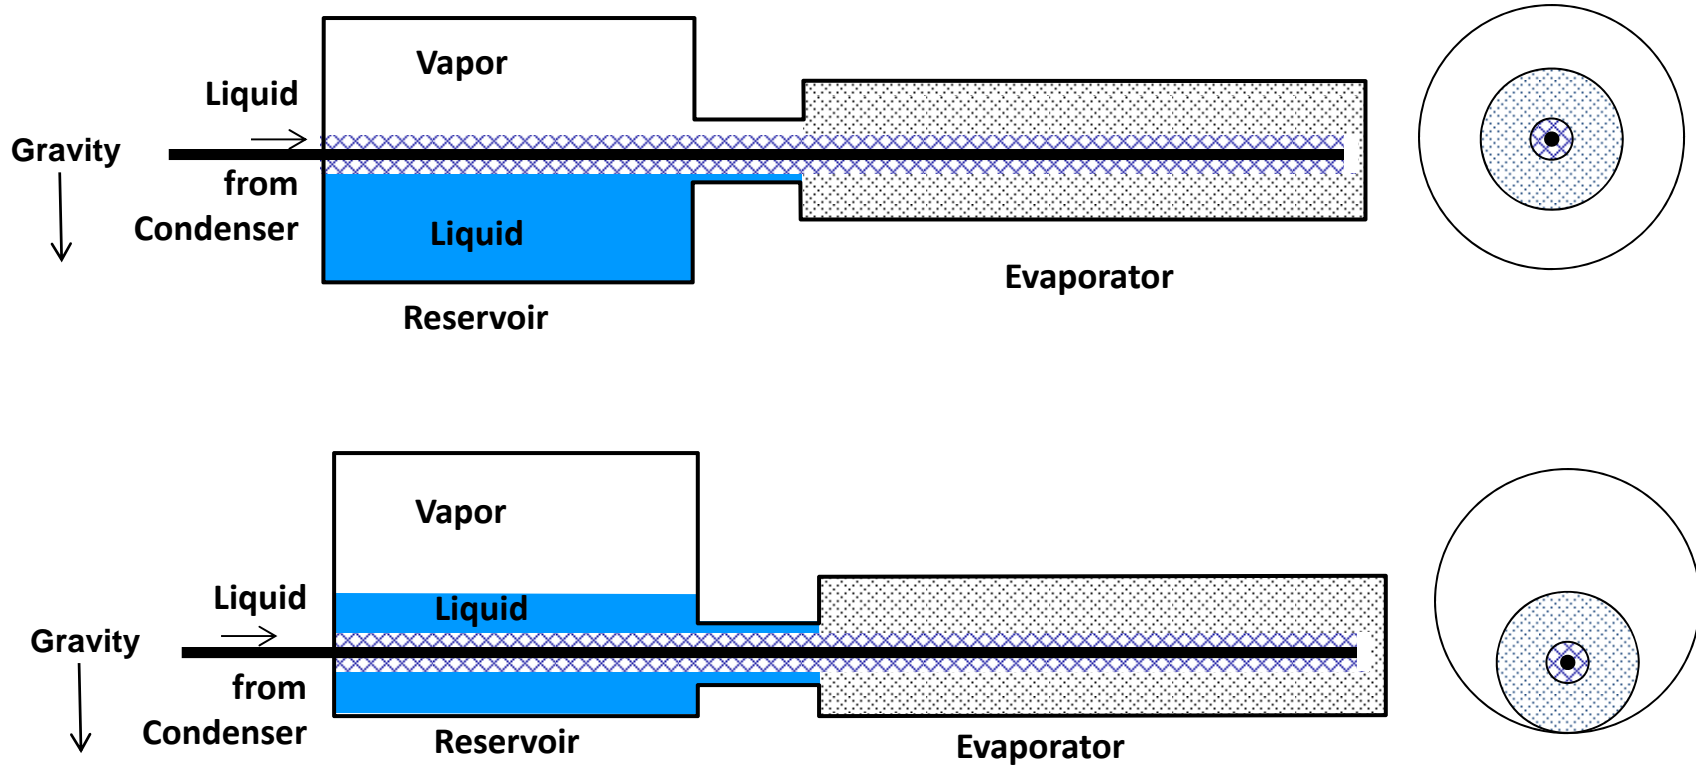 Vapor
Liquid
Gravity
from
Condenser
Liquid
Evaporator
Reservoir
Vapor
Liquid
Liquid
Gravity
from
Condenser
Reservoir
Evaporator